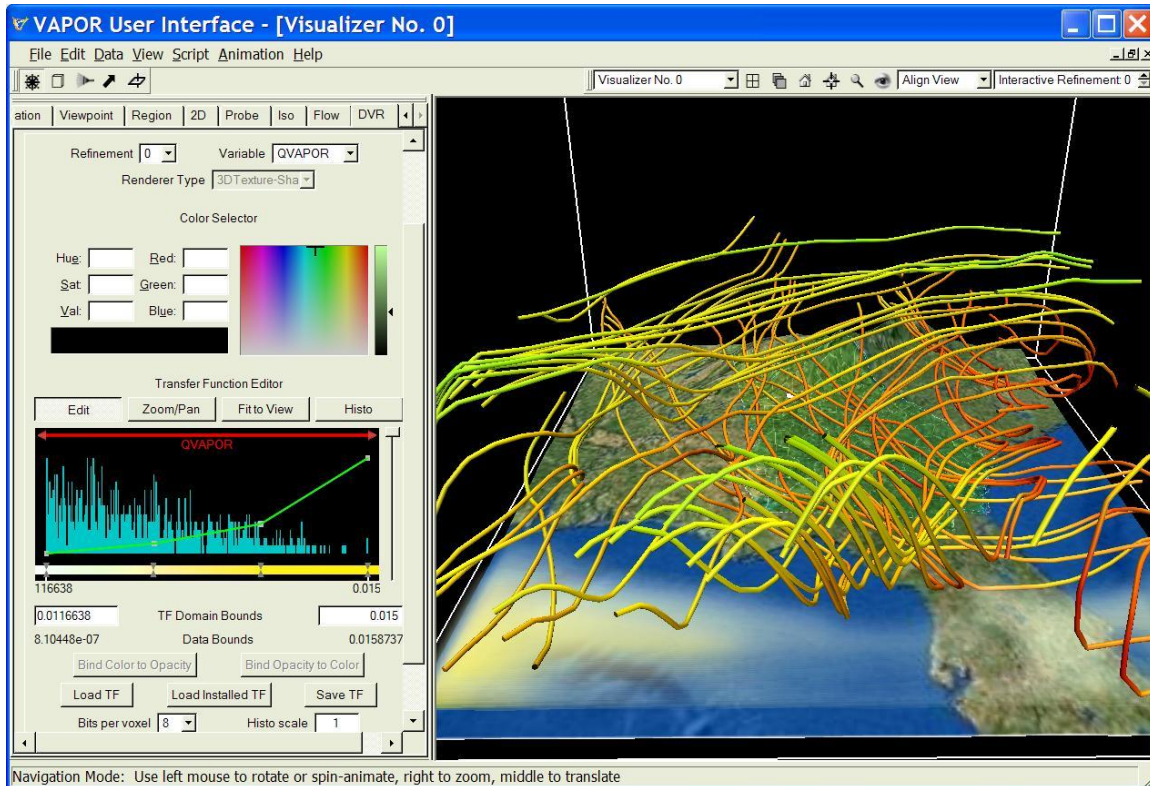 VAPOR User Interface - [Visualizer No. 0]
File Edit Data View Script Animation Help
Visualizer No. 0 Align View Interactive Refinement: 0
ation Viewpoint Region 2D Probe Iso Flow DVR
Refinement 0 Variable QVAPOR
Renderer Type 3DTexture-Sha
Color Selector
Hue: Red:
Sat: Green:
Val: Blue:
Transfer Function Editor
Edit Zoom/Pan Fit to View Histo
QVAPOR
116638 0.015
0.0116638 TF Domain Bounds 0.015
8.10448e-07 Data Bounds 0.0158737
Bind Color to Opacity Bind Opacity to Color
Load TF Load Installed TF Save TF
Bits per voxel 8 Histo scale 1
Navigation Mode: Use left mouse to rotate or spin-animate, right to zoom, middle to translate